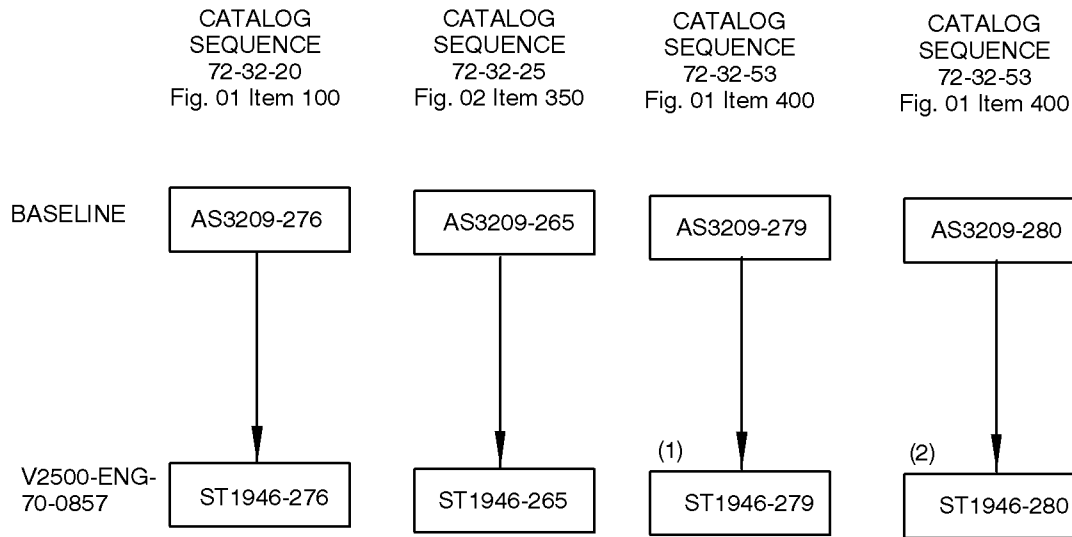 CATALOG
SEQUENCE
72-32-20
Fig. 01 Item 100
CATALOG
SEQUENCE
72-32-25
Fig. 02 Item 350
CATALOG
SEQUENCE
72-32-53
Fig. 01 Item 400
CATALOG
SEQUENCE
72-32-53
Fig. 01 Item 400
BASELINE
AS3209-276
AS3209-265
AS3209-279
AS3209-280
V2500-ENG-
70-0857
ST1946-276
ST1946-265
(1)
ST1946-279
(2)
ST1946-280